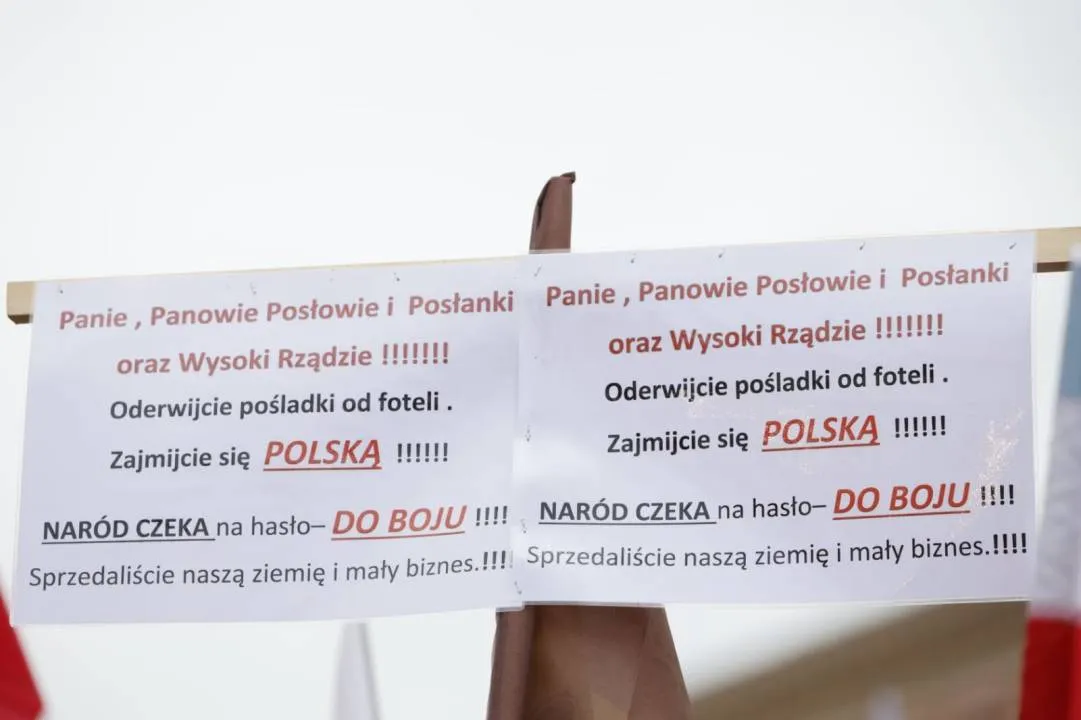 Panie , Panowie Posłowie i Posłanki
oraz Wysoki Rządzie !!!!!!!
Oderwijcie pośladki od foteli .
Zajmijcie się POLSKĄ !!!!!!
NARÓD CZEKA na hasło– DO BOJU !!!!
Sprzedaliście naszą ziemię i mały biznes.!!!!
Panie , Panowie Posłowie i Posłanki
oraz Wysoki Rządzie !!!!!!!
Oderwijcie pośladki od foteli .
Zajmijcie się POLSKĄ !!!!!!
NARÓD CZEKA na hasło– DO BOJU !!!!
Sprzedaliście naszą ziemię i mały biznes.!!!!